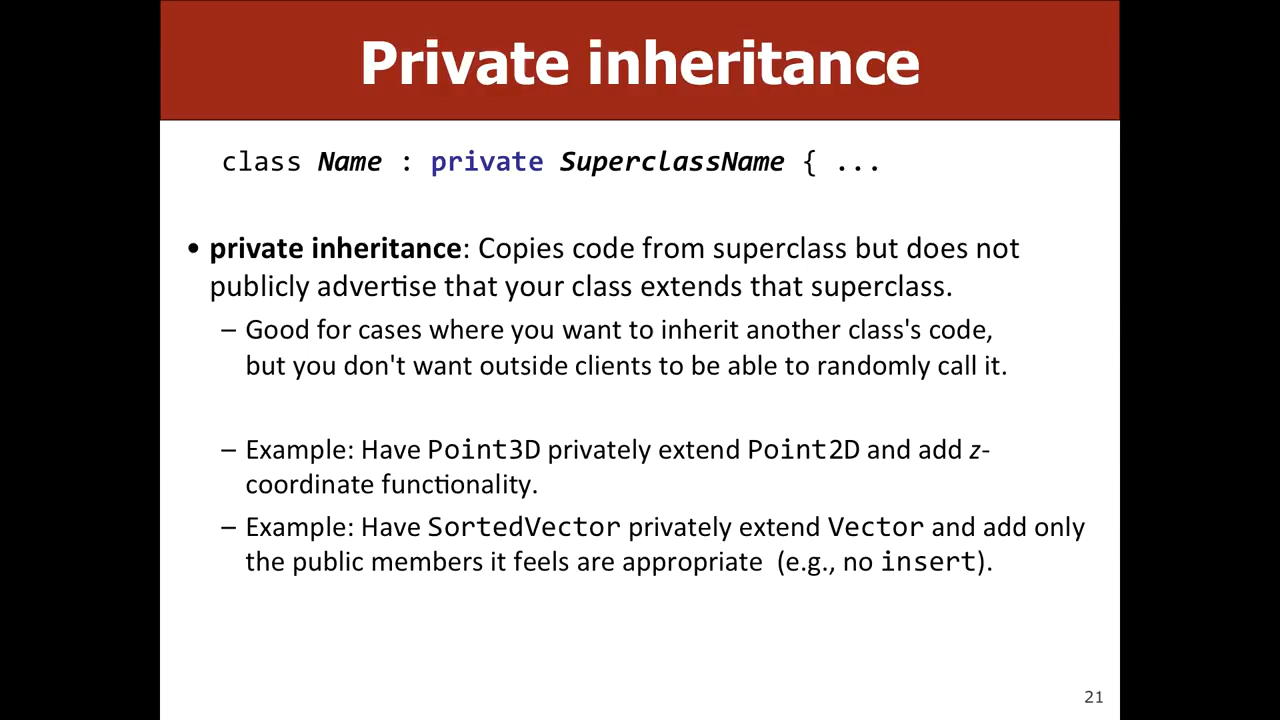 Private inheritance
class Name : private SuperclassName { ...
• private inheritance: Copies code from superclass but does not
publicly advertise that your class extends that superclass.
– Good for cases where you want to inherit another class's code,
but you don't want outside clients to be able to randomly call it.
– Example: Have Point3D privately extend Point2D and add z-
coordinate functionality.
– Example: Have SortedVector privately extend Vector and add only
the public members it feels are appropriate (e.g., no insert).
21